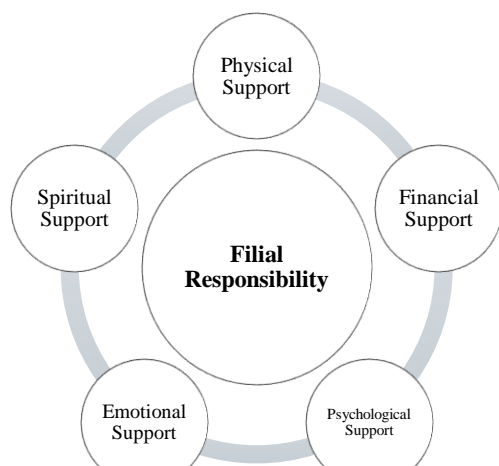 Physical
Support
Spiritual
Support
Financial
Support
Filial
Responsibility
Emotional
Support
Psychological
Support